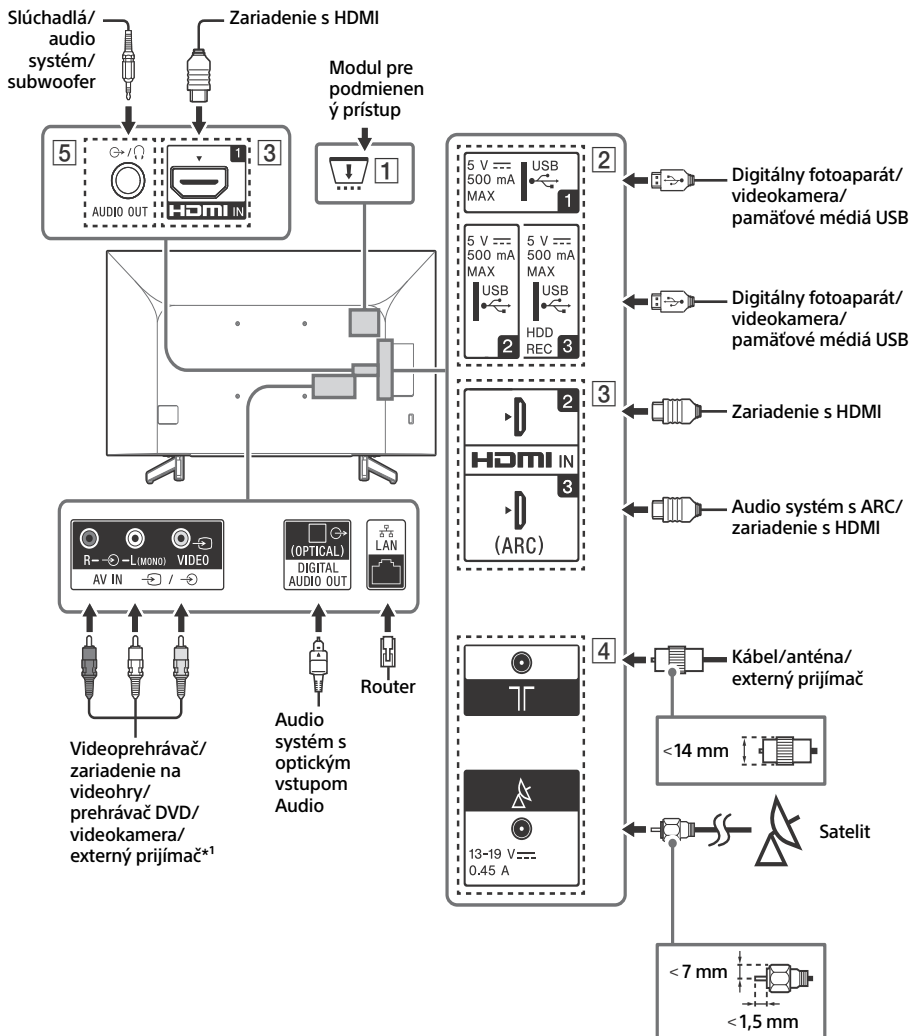 Slúchadlá/
audio
systém/
subwoofer
Zariadenie s HDMI
Modul pre
podmienen
ý prístup
5
AUDIO OUT
1
HDMI IN
3
1
5 V
500 mA
MAX
USB
1
2
Digitálny fotoaparát/
videokamera/
pamäťové médiá USB
5 V
500 mA
MAX
USB
2
5 V
500 mA
MAX
USB
HDD
REC 3
Digitálny fotoaparát/
videokamera/
pamäťové médiá USB
2
3
Zariadenie s HDMI
HDMI IN
3
(ARC)
Audio systém s ARC/
zariadenie s HDMI
R
L(MONO)
VIDEO
AV IN
/
(OPTICAL)
DIGITAL
AUDIO OUT
LAN
Videoprehrávač/
zariadenie na
videohry/
prehrávač DVD/
videokamera/
externý prijímač*¹
Audio
systém s
optickým
vstupom
Audio
Router
4
Kábel/anténa/
externý prijímač
<14 mm
13-19 V
0.45 A
Satelit
<7 mm
<1,5 mm